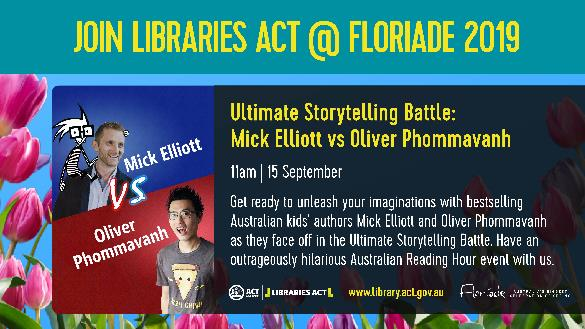 JOIN LIBRARIES ACT @ FLORIADE 2019
Mick Elliott
VS
Oliver
Phommavanh
Ultimate Storytelling Battle:
Mick Elliott vs Oliver Phommavanh
11am | 15 September
Get ready to unleash your imaginations with bestselling
Australian kids' authors Mick Elliott and Oliver Phommavanh
as they face off in the Ultimate Storytelling Battle. Have an
outrageously hilarious Australian Reading Hour event with us.
ACT
LIBRARIES ACT
www.library.act.gov.au
Floriade